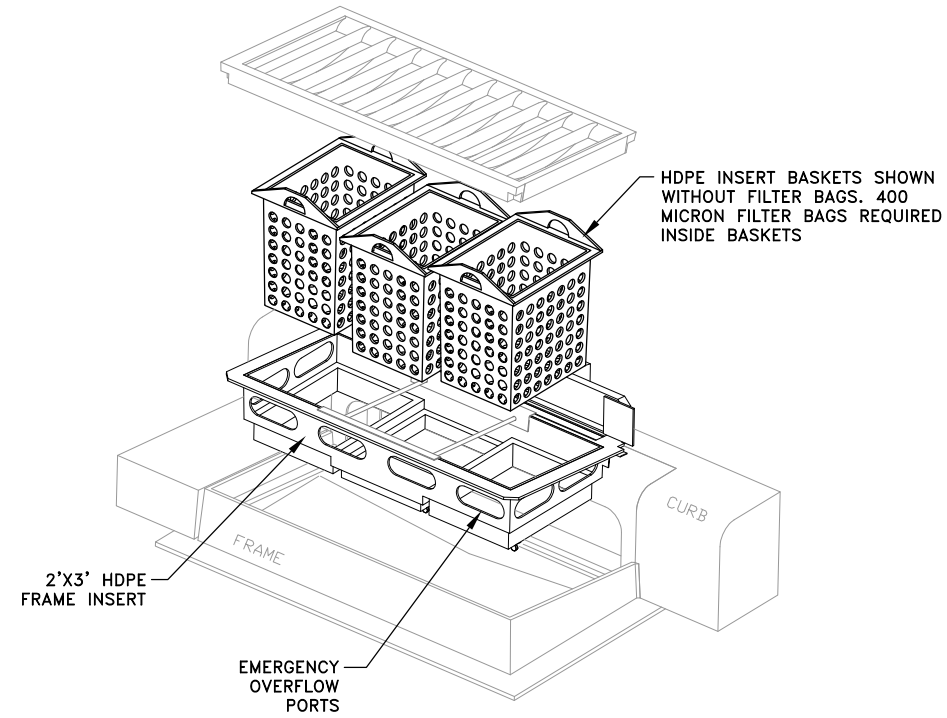 HDPE INSERT BASKETS SHOWN
WITHOUT FILTER BAGS. 400
MICRON FILTER BAGS REQUIRED
INSIDE BASKETS
CURB
FRAME
2'X3' HDPE
FRAME INSERT
EMERGENCY
OVERFLOW
PORTS